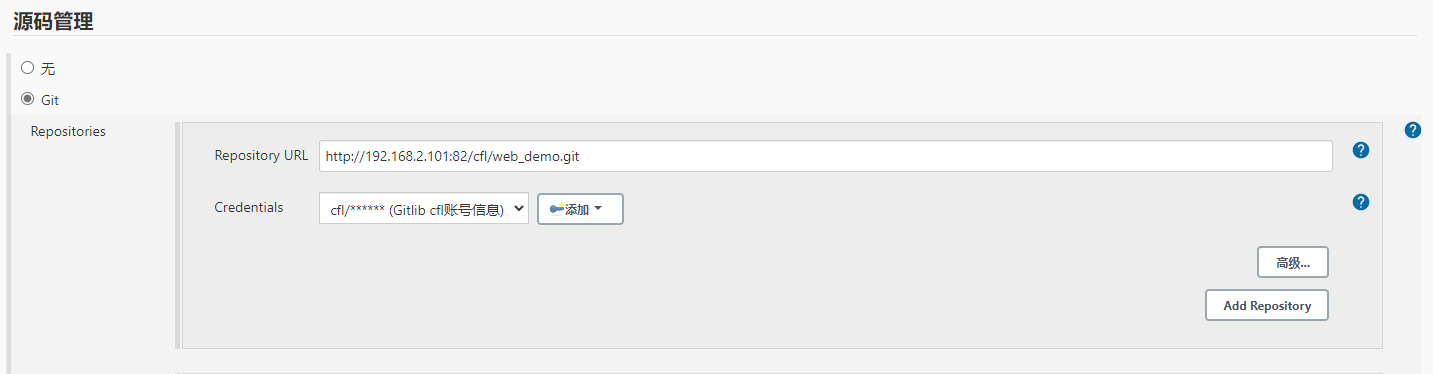 源码管理
无
Git
Repositories
Repository URL http://192.168.2.101:82/cfl/web_demo.git
Credentials cfl/****** (Gitlib cfl账号信息) 添加
高级...
Add Repository